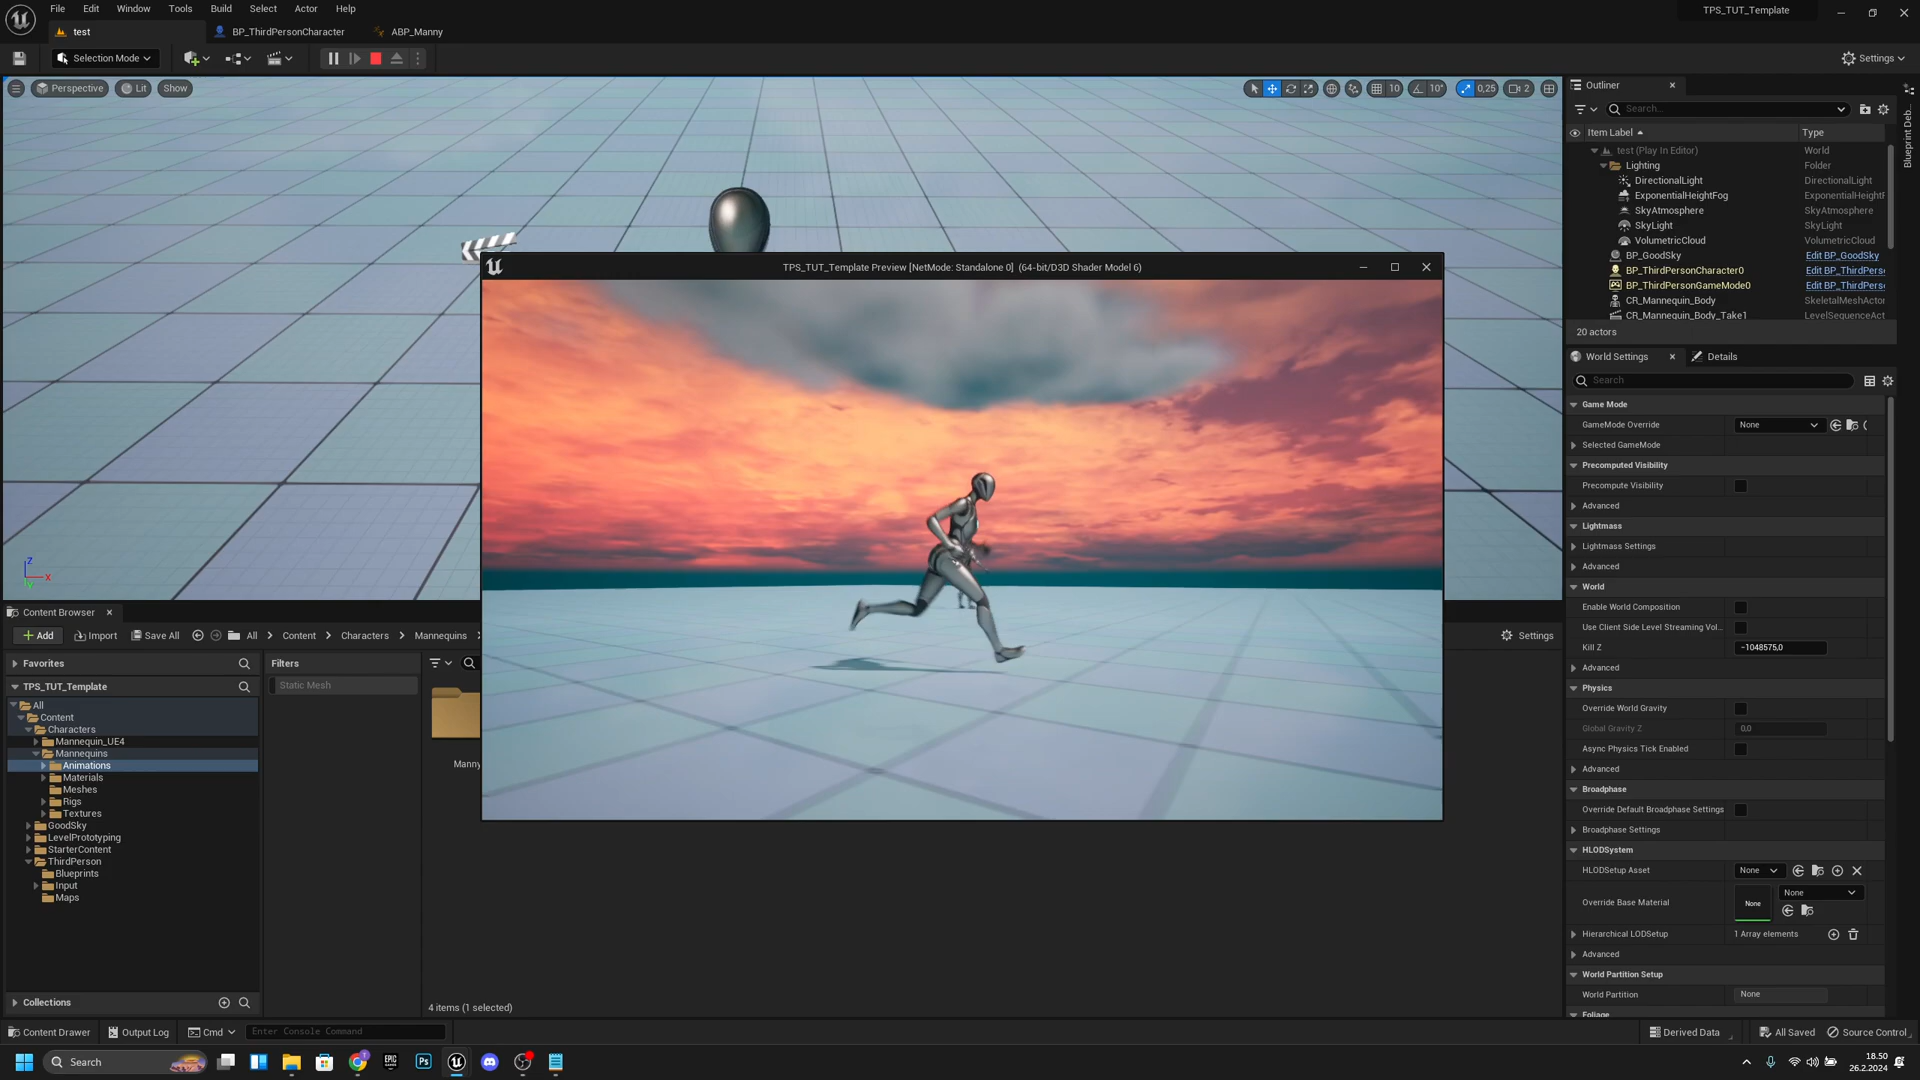 File Edit Window Tools Build Select Actor Help
TPS_TUT_Template
test
BP_ThirdPersonCharacter
ABP_Manny
Selection Mode
Settings
Perspective
Lit
Show
10
10°
0,25
2
Outliner
Search...
Item Label
Type
test (Play In Editor)
World
Lighting
Folder
DirectionalLight
DirectionalLight
ExponentialHeightFog
ExponentialHeightF
SkyAtmosphere
SkyAtmosphere
SkyLight
SkyLight
VolumetricCloud
VolumetricCloud
BP_GoodSky
Edit BP_GoodSky
BP_ThirdPersonCharacter0
Edit BP_ThirdPerso
BP_ThirdPersonGameMode0
Edit BP_ThirdPerso
CR_Mannequin_Body
SkeletalMeshActor
CR_Mannequin_Body_Take1
LevelSequenceAct
20 actors
Blueprint Deb...
TPS_TUT_Template Preview [NetMode: Standalone 0] (64-bit/D3D Shader Model 6)
Z
X
Y
World Settings
Details
Search
Game Mode
GameMode Override
None
Selected GameMode
Precomputed Visibility
Precompute Visibility
Advanced
Lightmass
Lightmass Settings
Advanced
World
Enable World Composition
Use Client Side Level Streaming Vol...
Kill Z
-1048575,0
Advanced
Physics
Override World Gravity
Global Gravity Z
0,0
Async Physics Tick Enabled
Advanced
Broadphase
Override Default Broadphase Settings
Broadphase Settings
HLODSystem
HLODSetup Asset
None
Override Base Material
None
None
Hierarchical LODSetup
1 Array elements
Advanced
World Partition Setup
World Partition
None
Foliage
Content Browser
Add
Import
Save All
All
Content
Characters
Mannequins
Settings
Favorites
TPS_TUT_Template
All
Content
Characters
Mannequin_UE4
Mannequins
Animations
Materials
Meshes
Rigs
Textures
GoodSky
LevelPrototyping
StarterContent
ThirdPerson
Blueprints
Input
Maps
Collections
Filters
Static Mesh
Manny
4 items (1 selected)
Content Drawer
Output Log
Cmd
Enter Console Command
Derived Data
All Saved
Source Control
Search
EPIC
Ps
18.50
26.2.2024